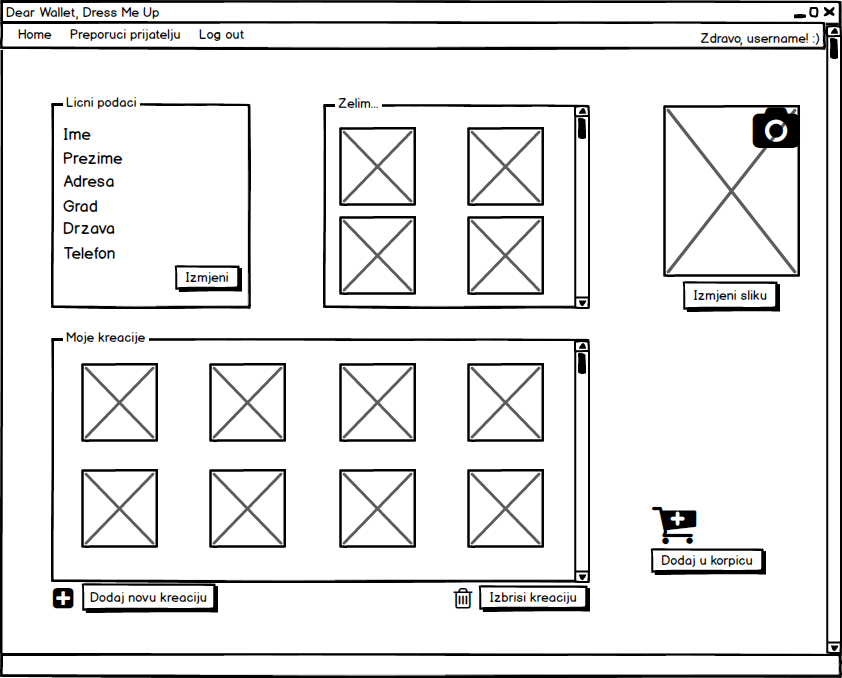 Dear Wallet, Dress Me Up
Home Preporuci prijatelju Log out
Zdravo, username! :)
Licni podaci
Ime
Prezime
Adresa
Grad
Drzava
Telefon
Izmjeni
Zelim...
Izmjeni sliku
Moje kreacije
Dodaj u korpicu
Dodaj novu kreaciju
Izbrisi kreaciju